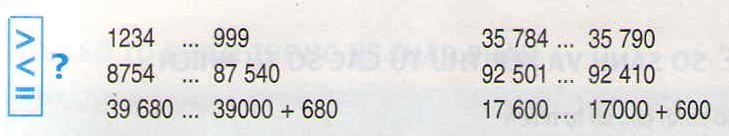 > < = ?
1234 ... 999
8754 ... 87 540
39 680 ... 39000 + 680
35 784 ... 35 790
92 501 ... 92 410
17 600 ... 17000 + 600